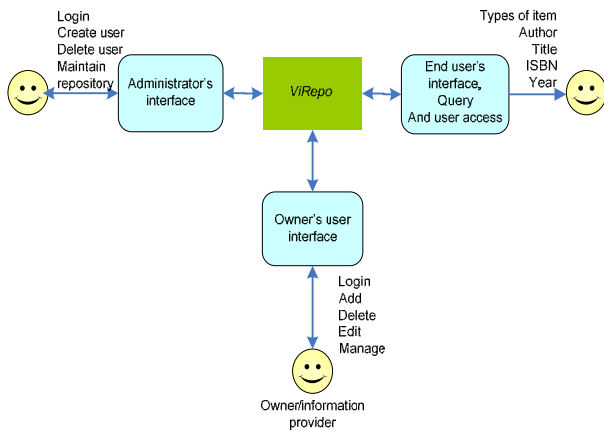 Login
Create user
Delete user
Maintain
repository
Administrator's
interface
ViRepo
End user's
interface,
Query
And user access
Types of item
Author
Title
ISBN
Year
Owner's user
interface
Login
Add
Delete
Edit
Manage
Owner/information
provider